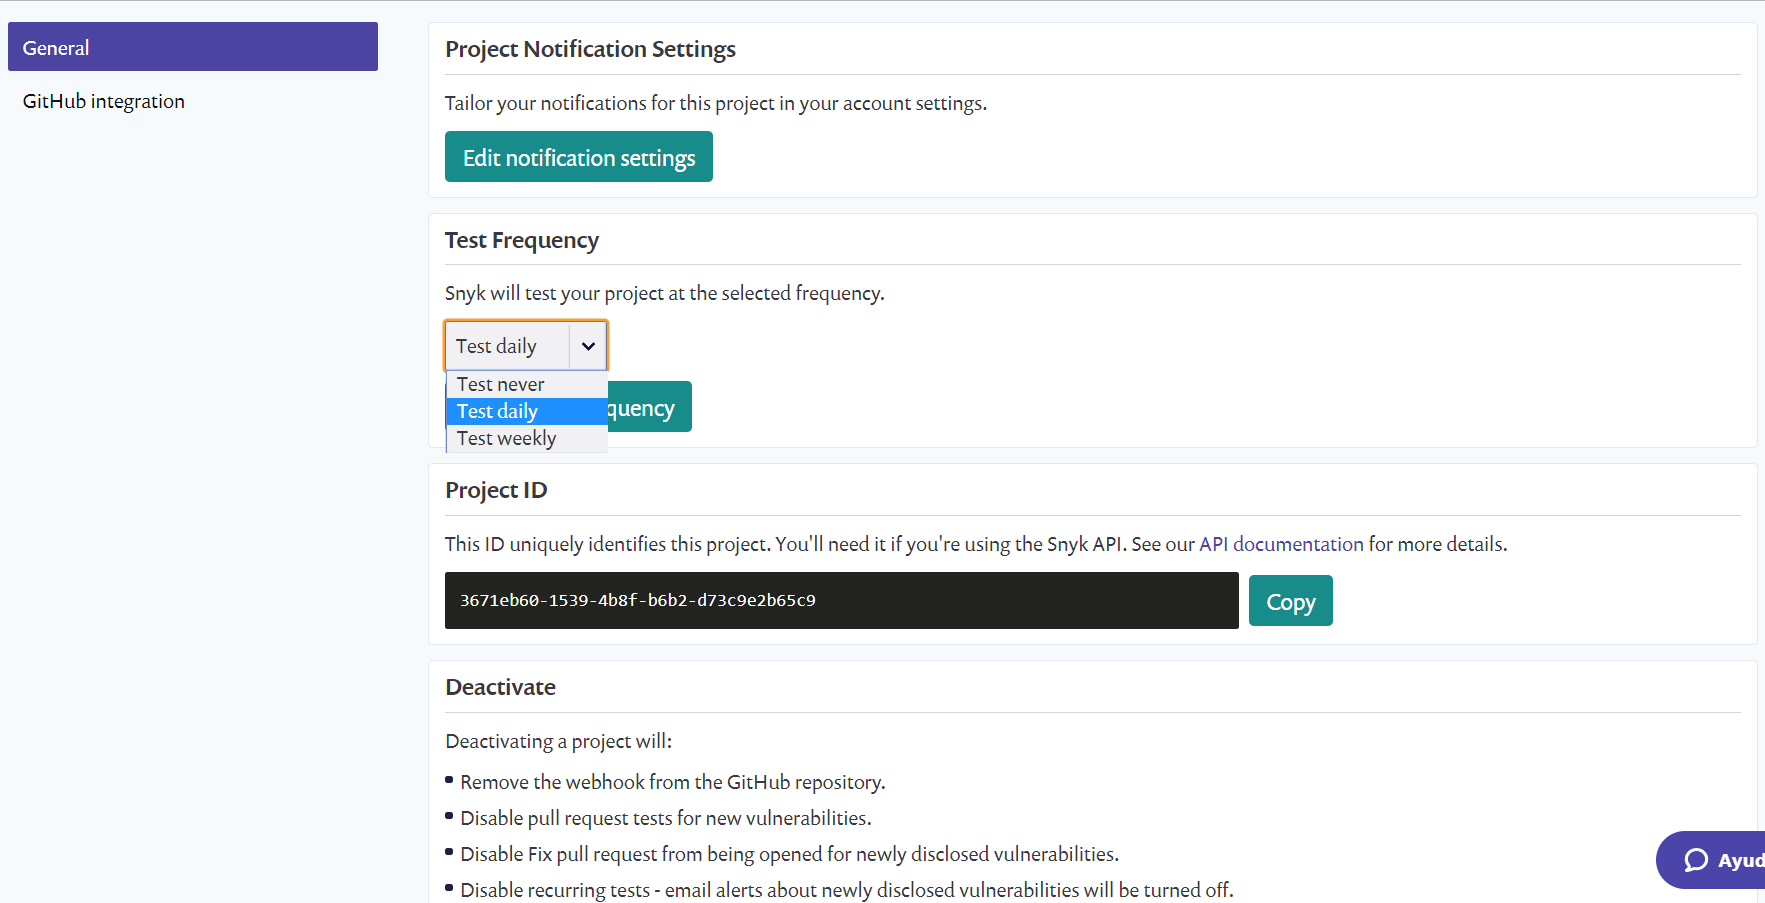 General
GitHub integration
Project Notification Settings
Tailor your notifications for this project in your account settings.
Edit notification settings
Test Frequency
Snyk will test your project at the selected frequency.
Test daily
Test never
Test daily
quency
Test weekly
Project ID
This ID uniquely identifies this project. You'll need it if you're using the Snyk API. See our API documentation for more details.
3671eb60-1539-4b8f-b6b2-d73c9e2b65c9
Copy
Deactivate
Deactivating a project will:
Remove the webhook from the GitHub repository.
Disable pull request tests for new vulnerabilities.
Disable Fix pull request from being opened for newly disclosed vulnerabilities.
Disable recurring tests - email alerts about newly disclosed vulnerabilities will be turned off.
Ayud